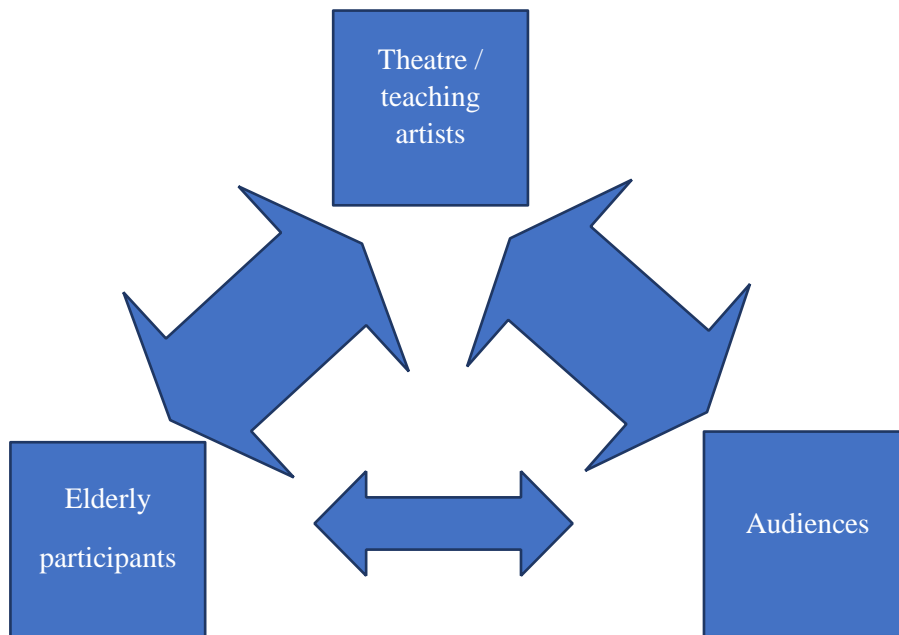 Theatre /
teaching
artists
Elderly
participants
Audiences